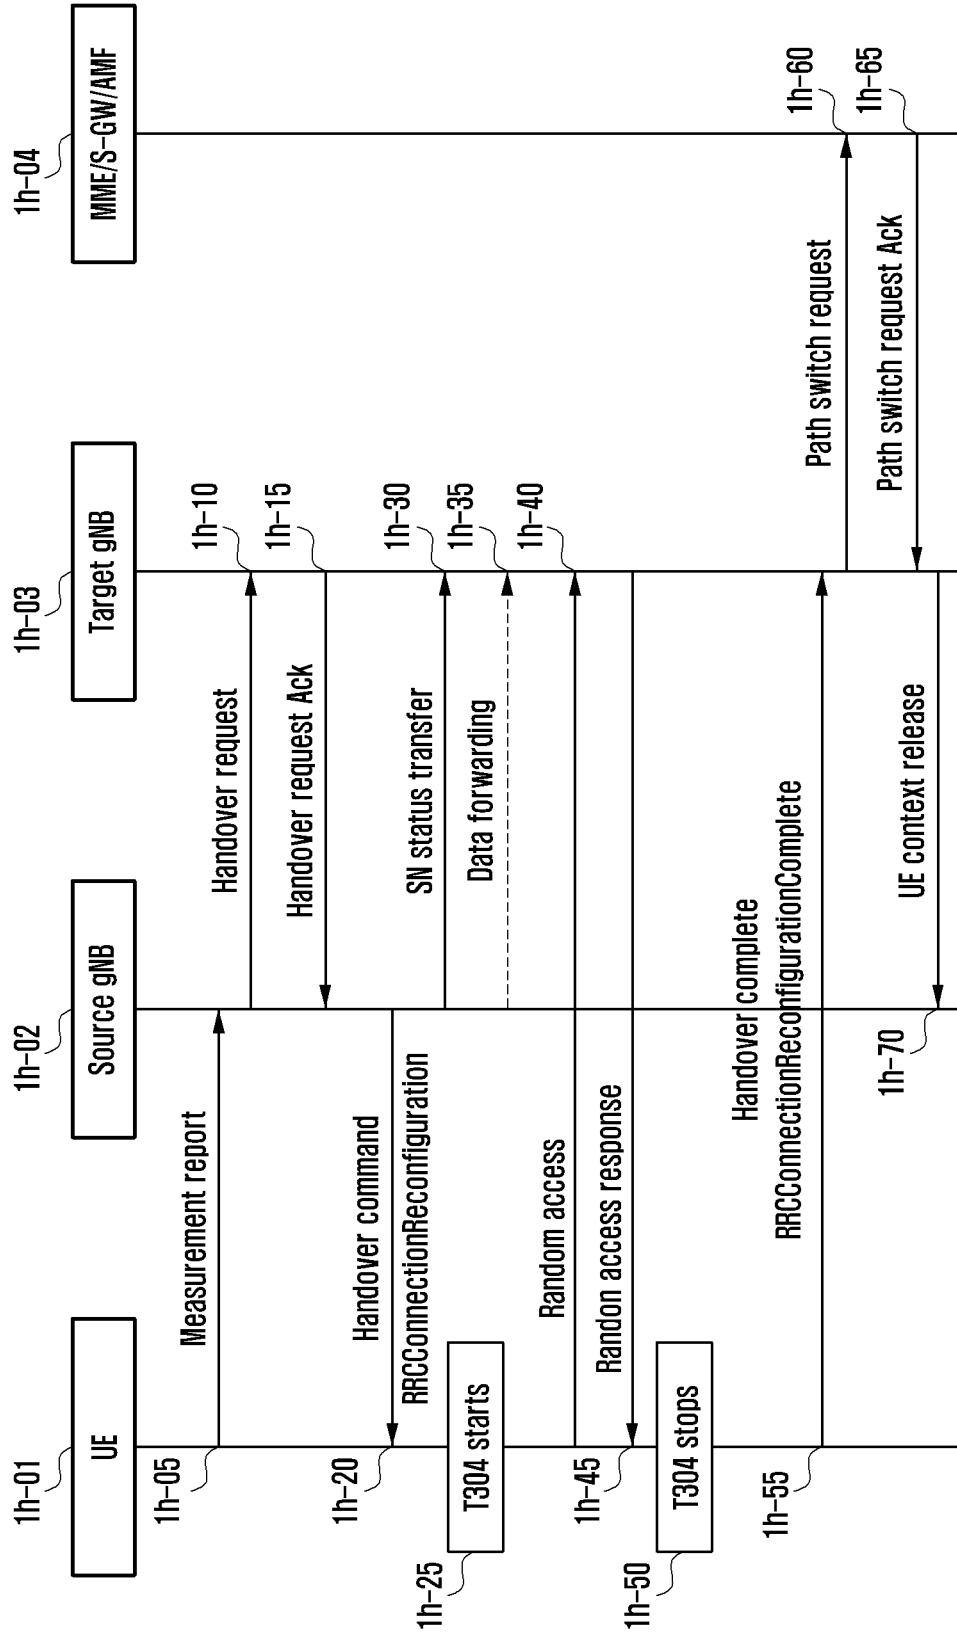 1h-01
1h-02
1h-03
1h-04
UE
Source gNB
Target gNB
MME/S-GW/AMF
1h-05
Measurement report
Handover request
1h-10
Handover request Ack
1h-15
1h-20
Handover command
RRCConnectionReconfiguration
1h-25
T304 starts
SN status transfer
1h-30
Data forwarding
1h-35
Random access
1h-40
1h-45
Randon access response
1h-50
T304 stops
1h-55
Handover complete
RRCConnectionReconfigurationComplete
Path switch request
1h-60
Path switch request Ack
1h-65
UE context release
1h-70